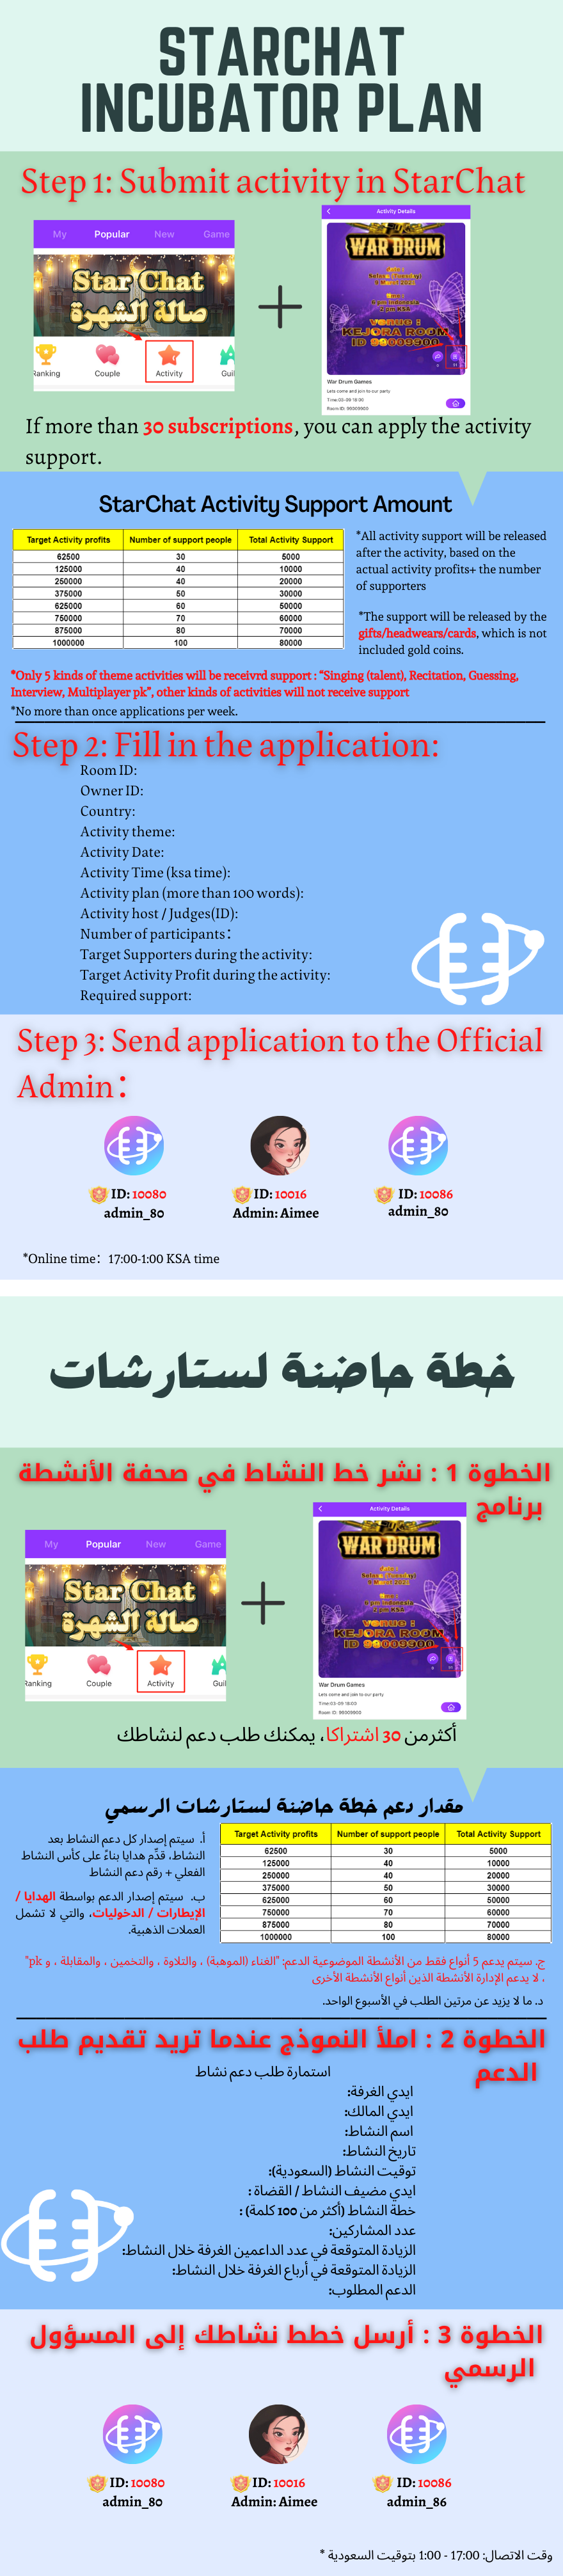 STARCHAT
INCUBATOR PLAN
Step 1: Submit activity in StarChat
My Popular New Game
Star Chat
صالة الشهرة
Ranking Couple Activity Guil
Activity Details
WAR DRUM
VENUE :
KEJORA ROOM
War Drum Games
Lets come and join to our party
If more than 30 subscriptions, you can apply the activity
support.
StarChat Activity Support Amount
Target Activity profits Number of support people Total Activity Support
62500 30 5000
125000 40 10000
250000 40 20000
375000 50 30000
625000 60 50000
750000 70 60000
875000 80 70000
1000000 100 80000
*All activity support will be released
after the activity, based on the
actual activity profits+ the number
of supporters
*The support will be released by the
gifts/headwears/cards, which is not
included gold coins.
*Only 5 kinds of theme activities will be receivrd support : "Singing (talent), Recitation, Guessing,
Interview, Multiplayer pk", other kinds of activities will not receive support
*No more than once applications per week.
Step 2: Fill in the application:
Room ID:
Owner ID:
Country:
Activity theme:
Activity Date:
Activity Time (ksa time):
Activity plan (more than 100 words):
Activity host / Judges(ID):
Number of participants：
Target Supporters during the activity:
Target Activity Profit during the activity:
Required support:
Step 3: Send application to the Official
Admin：
ID: 10080
admin_80
ID: 10016
Admin: Aimee
ID: 10086
admin_80
*Online time： 17:00-1:00 KSA time
خطة حاضنة لستارشات
الخطوة 1 : نشر خط النشاط في صحفة الأنشطة
برنامج
My Popular New Game
Star Chat
صالة الشهرة
Ranking Couple Activity Guil
Activity Details
WAR DRUM
VENUE :
KEJORA ROOM
War Drum Games
Lets come and join to our party
أكثرمن 30 اشتراكا، يمكنك طلب دعم لنشاطك
مقدار دعم خطة حاضنة لستارشات الرسمي
أ. سيتم إصدار كل دعم النشاط بعد
النشاط، قدِّم هدايا بناءً على كأس النشاط
الفعلي + رقم دعم النشاط
ب. سيتم إصدار الدعم بواسطة الهدايا /
الإيطارات / الدخوليات، والتي لا تشمل
العملات الذهبية.
Target Activity profits Number of support people Total Activity Support
62500 30 5000
125000 40 10000
250000 40 20000
375000 50 30000
625000 60 50000
750000 70 60000
875000 80 70000
1000000 100 80000
ج. سيتم يدعم 5 أنواع فقط من الأنشطة الموضوعية الدعم: "الغناء (الموهبة) ، والتلاوة ، والتخمين ، والمقابلة ، و pk"
، لا يدعم الإدارة الأنشطة الذين أنواع الأنشطة الأخرى
د. ما لا يزيد عن مرتين الطلب في الأسبوع الواحد.
الخطوة 2 : املأ النموذج عندما تريد تقديم طلب
الدعم
استمارة طلب دعم نشاط
ايدي الغرفة:
ايدي المالك:
اسم النشاط:
تاريخ النشاط:
توقيت النشاط (السعودية):
ايدي مضيف النشاط / القضاة :
خطة النشاط (أكثر من 100 كلمة) :
عدد المشاركين:
الزيادة المتوقعة في عدد الداعمين الغرفة خلال النشاط:
الزيادة المتوقعة في أرباع الغرفة خلال النشاط:
الدعم المطلوب:
الخطوة 3 : أرسل خطط نشاطك إلى المسؤول
الرسمي
ID: 10080
admin_80
ID: 10016
Admin: Aimee
ID: 10086
admin_86
وقت الاتصال: 17:00 - 1:00 بتوقيت السعودية *